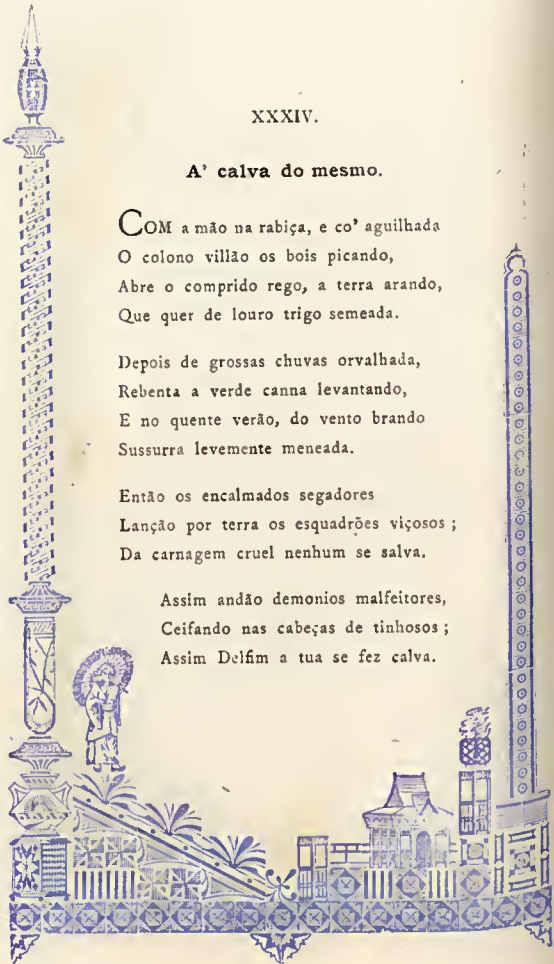 XXXIV.
A' calva do mesmo.
COM a mão na rabiça, e co' aguilhada
O colono villão os bois picando,
Abre o comprido rego, a terra arando,
Que quer de louro trigo semeada.
Depois de grossas chuvas orvalhada,
Rebenta a verde canna levantando,
E no quente verão, do vento brando
Sussurra levemente meneada.
Então os encalmados segadores
Lanção por terra os esquadrões viçosos ;
Da carnagem cruel nenhum se salva.
Assim andão demonios malfeitores,
Ceifando nas cabeças de tinhosos ;
Assim Delfim a tua se fez calva.